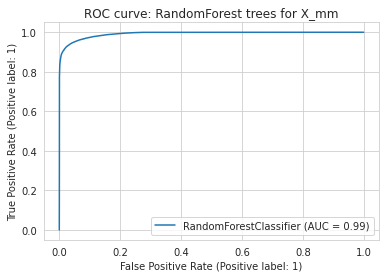 ROC curve: RandomForest trees for X_mm
True Positive Rate (Positive label: 1)
1.0
0.8
0.6
0.4
0.2
0.0
RandomForestClassifier (AUC = 0.99)
0.0 0.2 0.4 0.6 0.8 1.0
False Positive Rate (Positive label: 1)